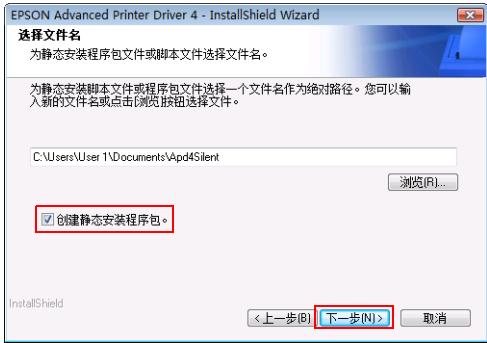 EPSON Advanced Printer Driver 4 - InstallShield Wizard
选择文件名
为静态安装程序包文件或脚本文件选择文件名。
为静态安装脚本文件或程序包文件选择一个文件名作为绝对路径。您可以输
入新的文件名或点击[浏览]按钮选择文件。
C:\Users\User 1\Documents\Apd4Silent
浏览(R)...
创建静态安装程序包。
InstallShield
<上一步(B) 下一步(N)> 取消